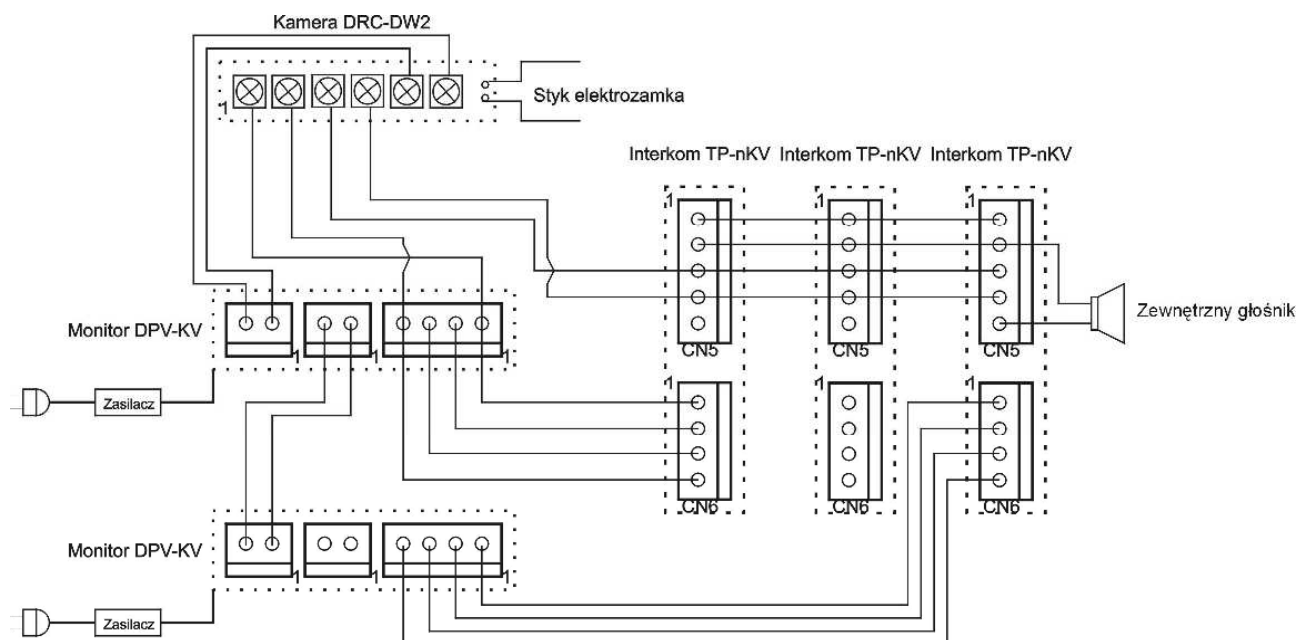 Kamera DRC-DW2
1
Styk elektrozamka
Interkom TP-nKV Interkom TP-nKV Interkom TP-nKV
1 1 1
Monitor DPV-KV
1 1 1
Zewnętrzny głośnik
CN5 CN5 CN5
Zasilacz
1 1 1
CN6 CN6 CN6
Monitor DPV-KV
1 1 1
Zasilacz